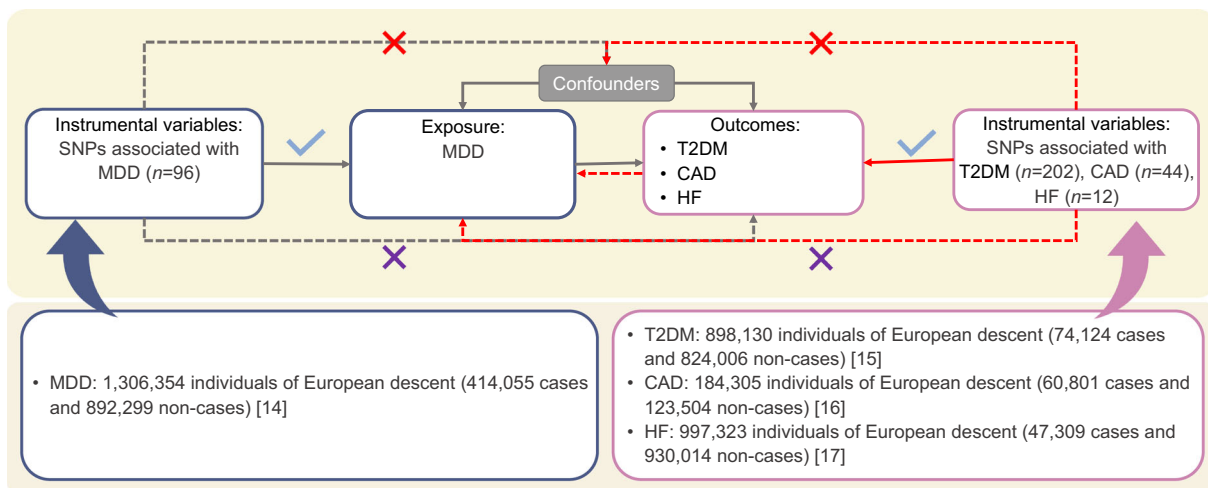 Confounders
Instrumental variables:
SNPs associated with
MDD (n=96)
Exposure:
MDD
Outcomes:
• T2DM
• CAD
• HF
Instrumental variables:
SNPs associated with
T2DM (n=202), CAD (n=44),
HF (n=12)
• MDD: 1,306,354 individuals of European descent (414,055 cases
and 892,299 non-cases) [14]
• T2DM: 898,130 individuals of European descent (74,124 cases
and 824,006 non-cases) [15]
• CAD: 184,305 individuals of European descent (60,801 cases and
123,504 non-cases) [16]
• HF: 997,323 individuals of European descent (47,309 cases and
930,014 non-cases) [17]